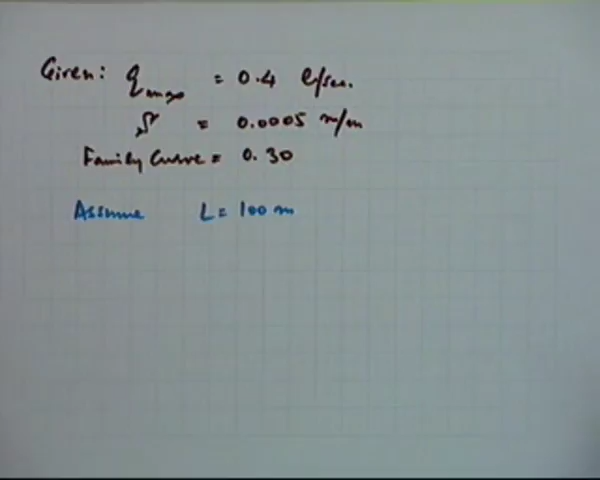 Given: qmax = 0.4 l/sec.
S = 0.0005 m/m
Family Curve = 0.30
Assume L = 100 m